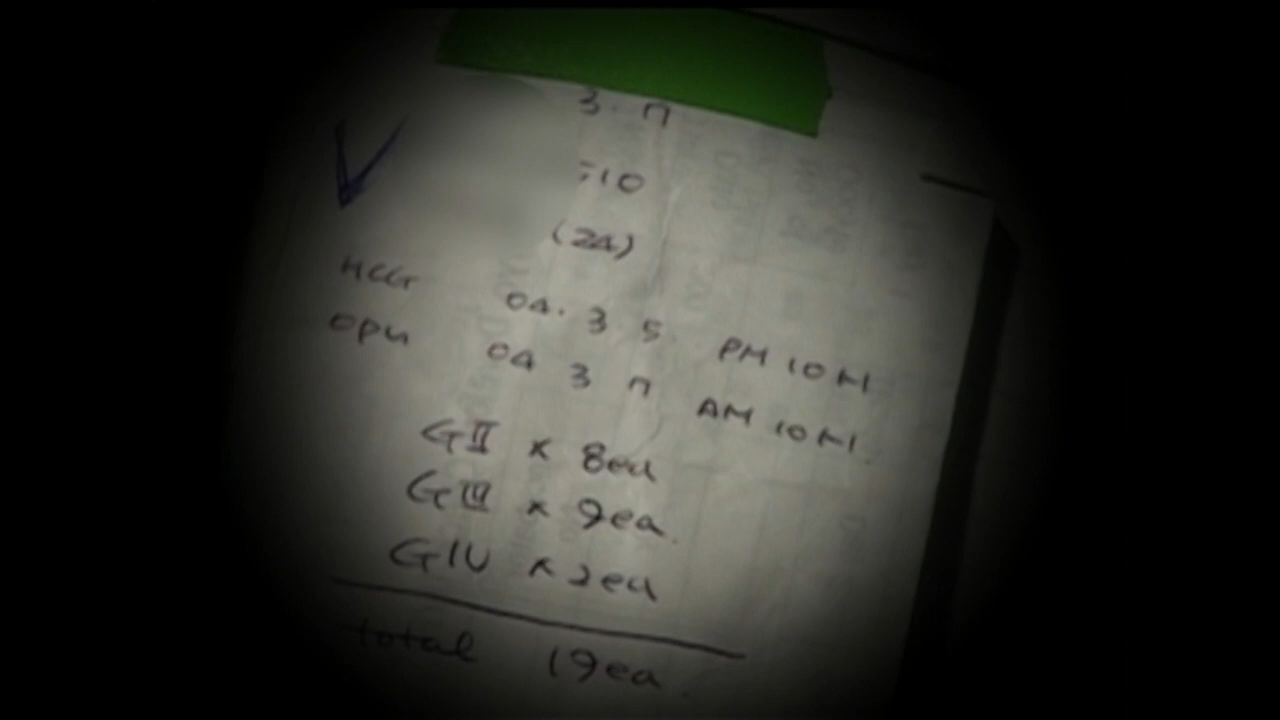 3. 7
:10
(24)
HCG 04. 3 5. PM 10시
OPU 04 3 7 AM 10시.
GII x 8ea
GIII x 9ea.
GIV x 2ea
total 19ea.